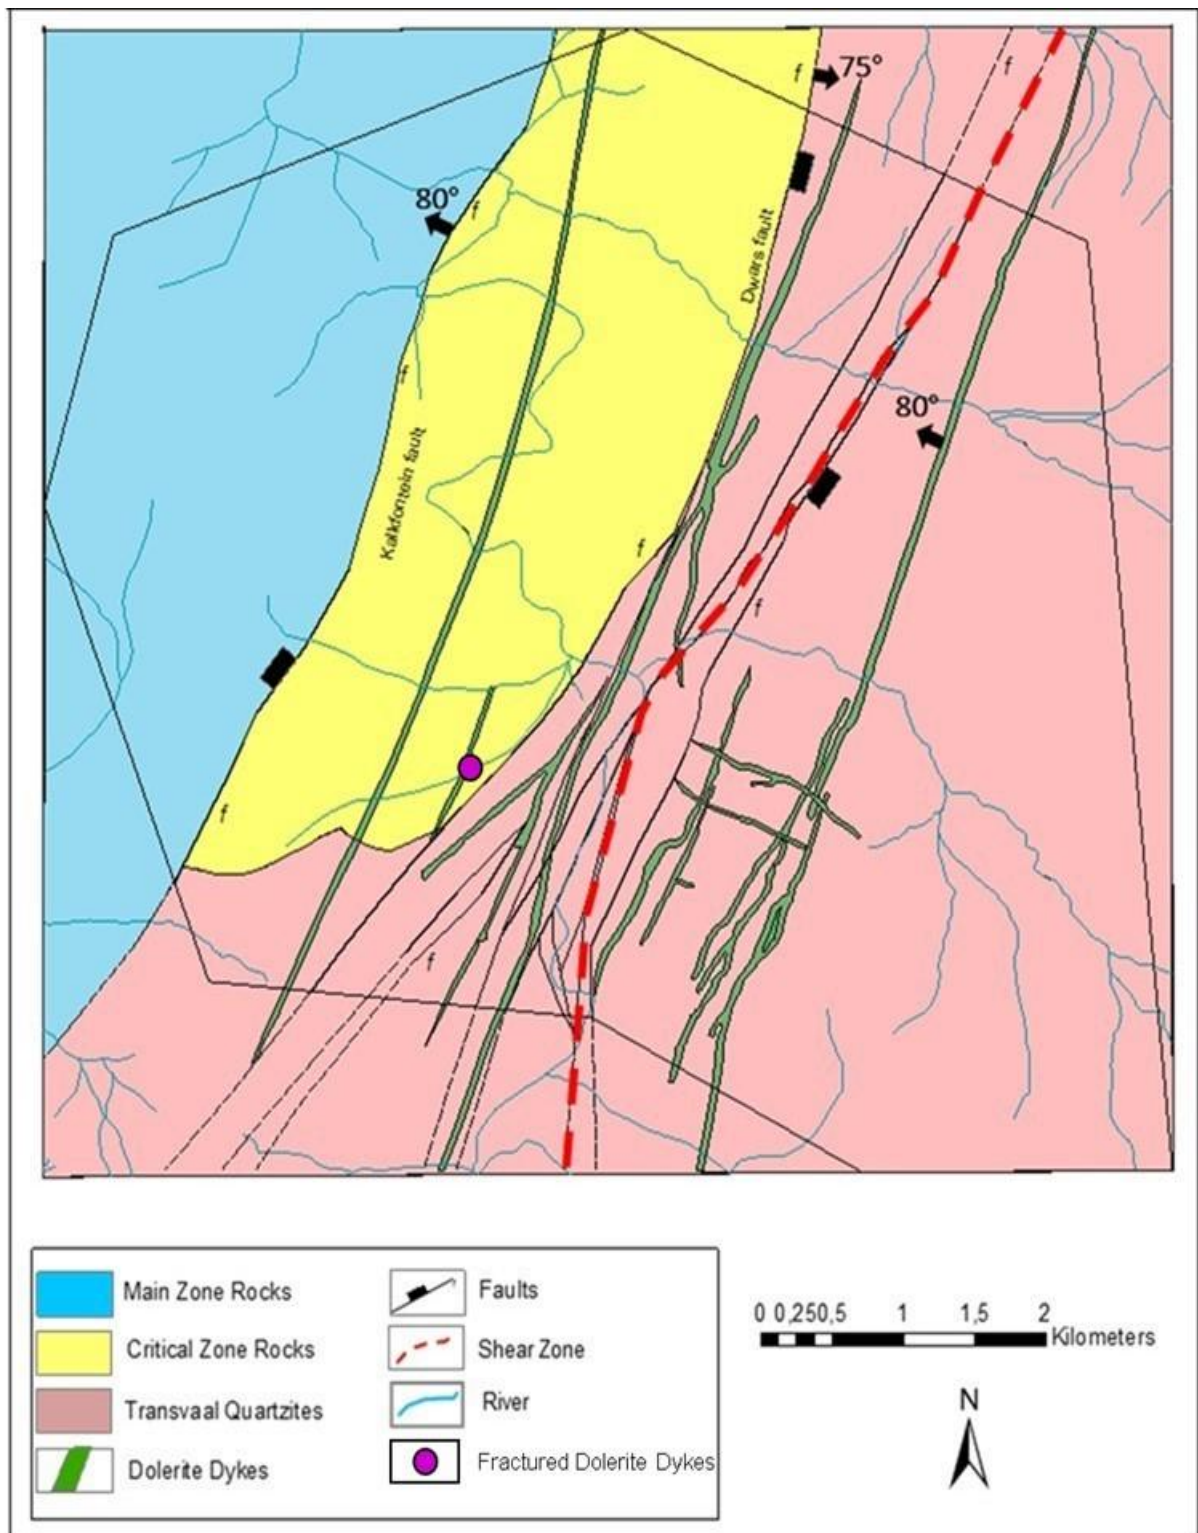 f
75°
f
80°
f
Dwars fault
f
80°
Kalkfontein fault
f
f
f
f
Main Zone Rocks
Faults
0 0,250,5 1 1,5 2
Kilometers
Critical Zone Rocks
Shear Zone
Transvaal Quartzites
River
N
Dolerite Dykes
Fractured Dolerite Dykes